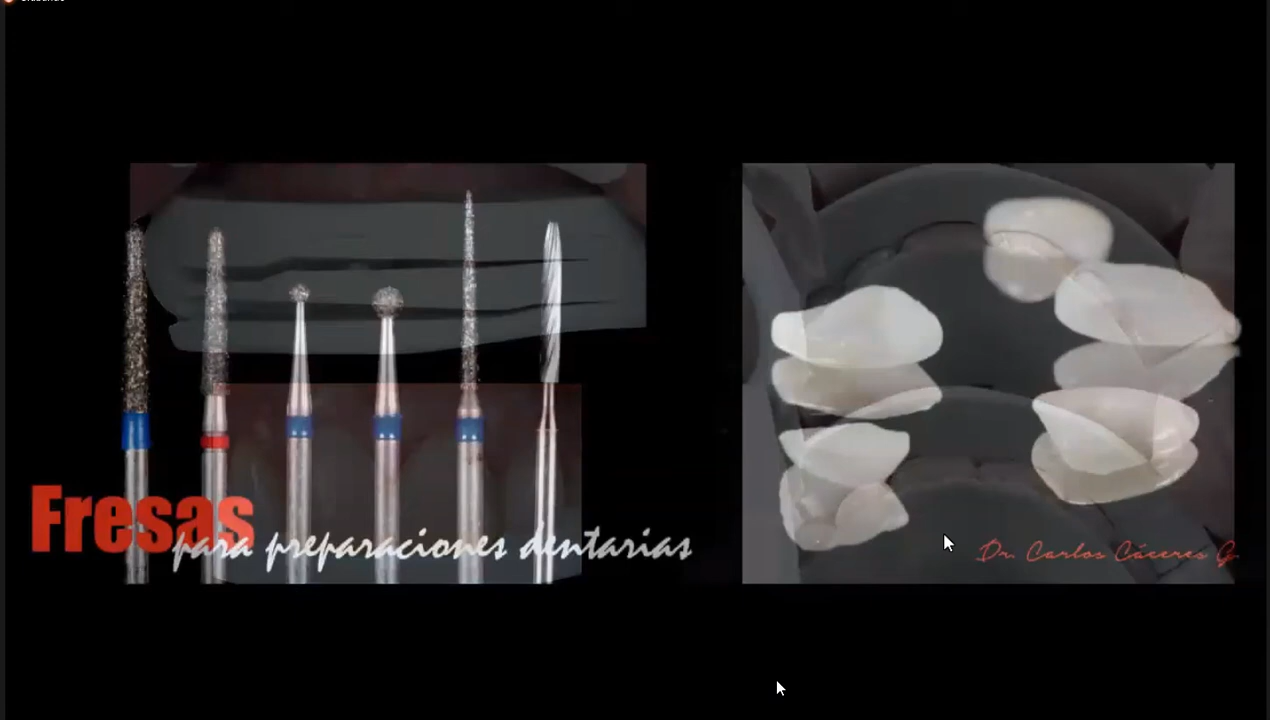 Fresas
para preparaciones dentarias
Dr. Carlos Cáceres G.